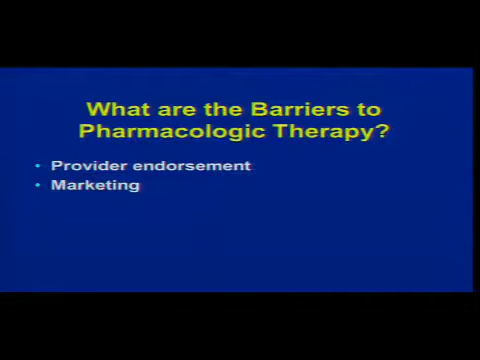 What are the Barriers to
Pharmacologic Therapy?
• Provider endorsement
• Marketing